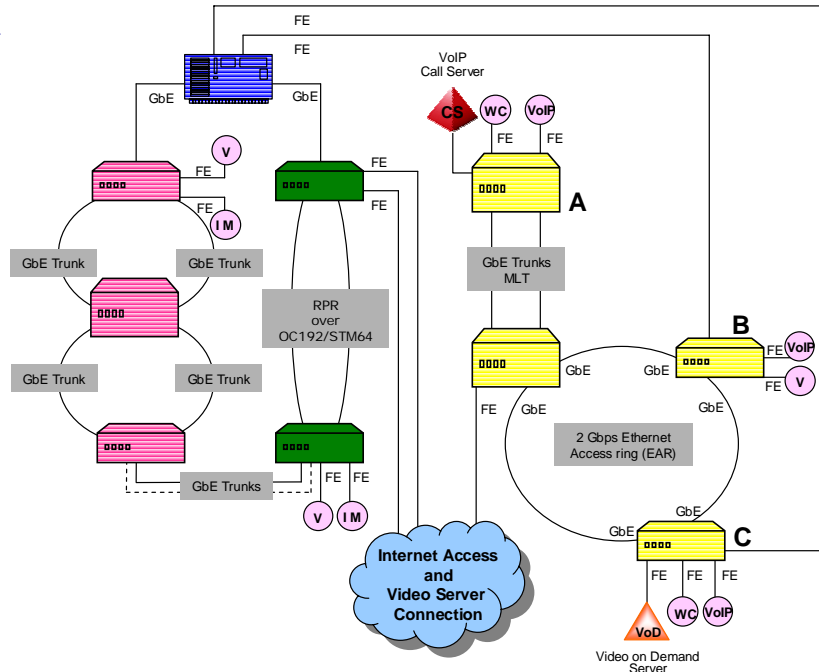 FE
FE
GbE
GbE
VoIP
Call Server
CS
WC
VoIP
FE
FE
V
FE
FE
I M
FE
FE
A
GbE Trunk
GbE Trunk
GbE Trunks
MLT
RPR
over
OC192/STM64
B
FE
VoIP
GbE
GbE
FE
V
GbE Trunk
GbE Trunk
FE
GbE
GbE
2 Gbps Ethernet
Access ring (EAR)
GbE Trunks
FE
FE
V
I M
GbE
GbE
C
Internet Access
and
Video Server
Connection
FE
FE
FE
FE
VoD
WC
VoIP
Video on Demand
Server